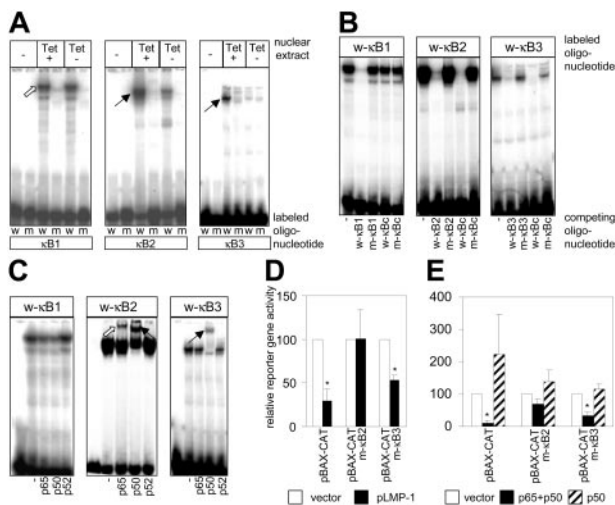 A
nuclear extract
- Tet + Tet -
- Tet + Tet -
- Tet + Tet -
labeled oligo-nucleotide
w m w m w m
w m w m w m
w m w m w m
κB1
κB2
κB3
B
w-κB1
w-κB2
w-κB3
labeled oligo-nucleotide
- w-κB1 m-κB1 w-κBc m-κBc
- w-κB2 m-κB2 w-κBc m-κBc
- w-κB3 m-κB3 w-κBc m-κBc
competing oligo-nucleotide
C
w-κB1
w-κB2
w-κB3
- p65 p50 p52
- p65 p50 p52
- p65 p50 p52
D
relative reporter gene activity
150
100
50
0
*
*
pBAX-CAT
pBAX-CAT m-κB2
pBAX-CAT m-κB3
vector
pLMP-1
E
400
300
200
100
0
*
*
pBAX-CAT
pBAX-CAT m-κB2
pBAX-CAT m-κB3
vector
p65+p50
p50